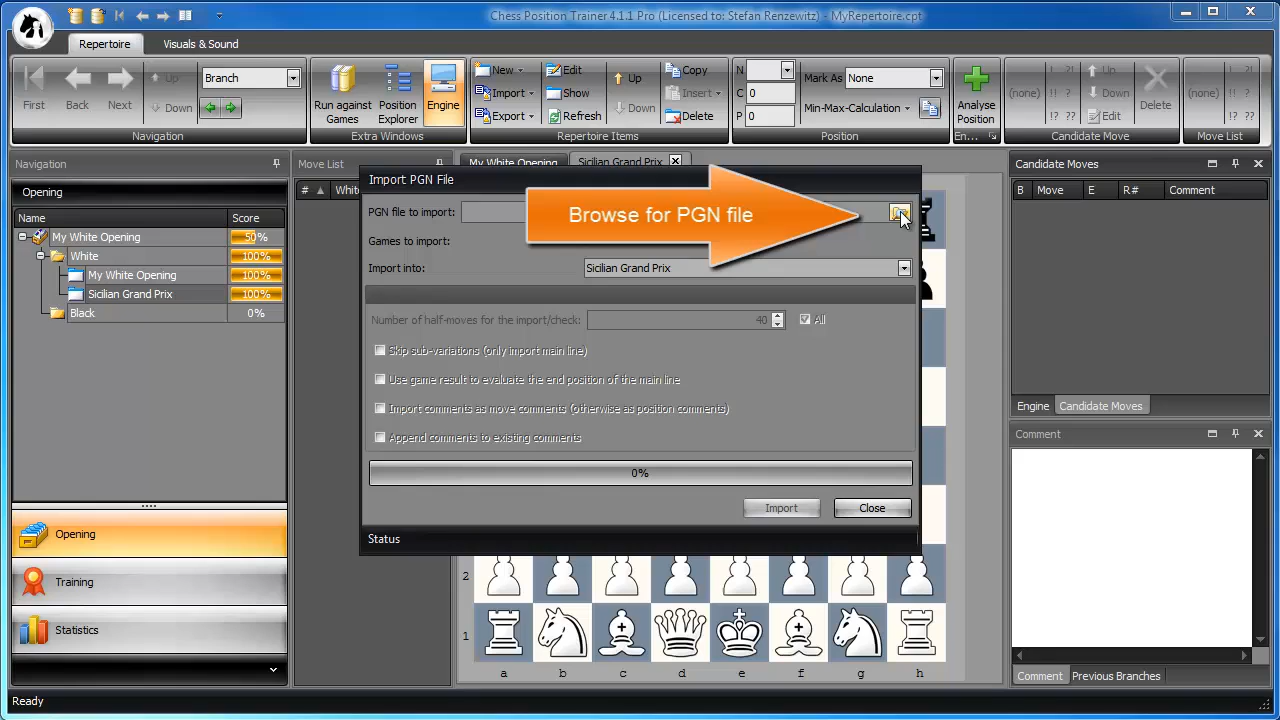 Chess Position Trainer 4.1.1 Pro (Licensed to: Stefan Renzewitz) - MyRepertoire.cpt
Repertoire
Visuals & Sound
First
Back
Next
Up
Down
Branch
Navigation
Run against Games
Position Explorer
Engine
Extra Windows
New
Import
Export
Edit
Show
Refresh
Up
Down
Copy
Insert
Delete
Repertoire Items
N
C 0
P 0
Mark As None
Min-Max-Calculation
Position
Analyse Position
En...
(none)
! ?!
!! !?
? ??
Up
Down
Edit
Delete
Candidate Move
(none)
! ?!
!! !?
? ??
Move List
Navigation
Opening
Name Score
My White Opening 50%
White 100%
My White Opening 100%
Sicilian Grand Prix 100%
Black 0%
Opening
Training
Statistics
Move List
# White
My White Opening
Sicilian Grand Prix
Import PGN File
PGN file to import:
Browse for PGN file
Games to import:
Import into: Sicilian Grand Prix
Number of half-moves for the import/check: 40 All
Skip sub-variations (only import main line)
Use game result to evaluate the end position of the main line
Import comments as move comments (otherwise as position comments)
Append comments to existing comments
0%
Import
Close
Status
2
1
a b c d e f g h
Candidate Moves
B Move E R# Comment
Engine
Candidate Moves
Comment
Comment
Previous Branches
Ready